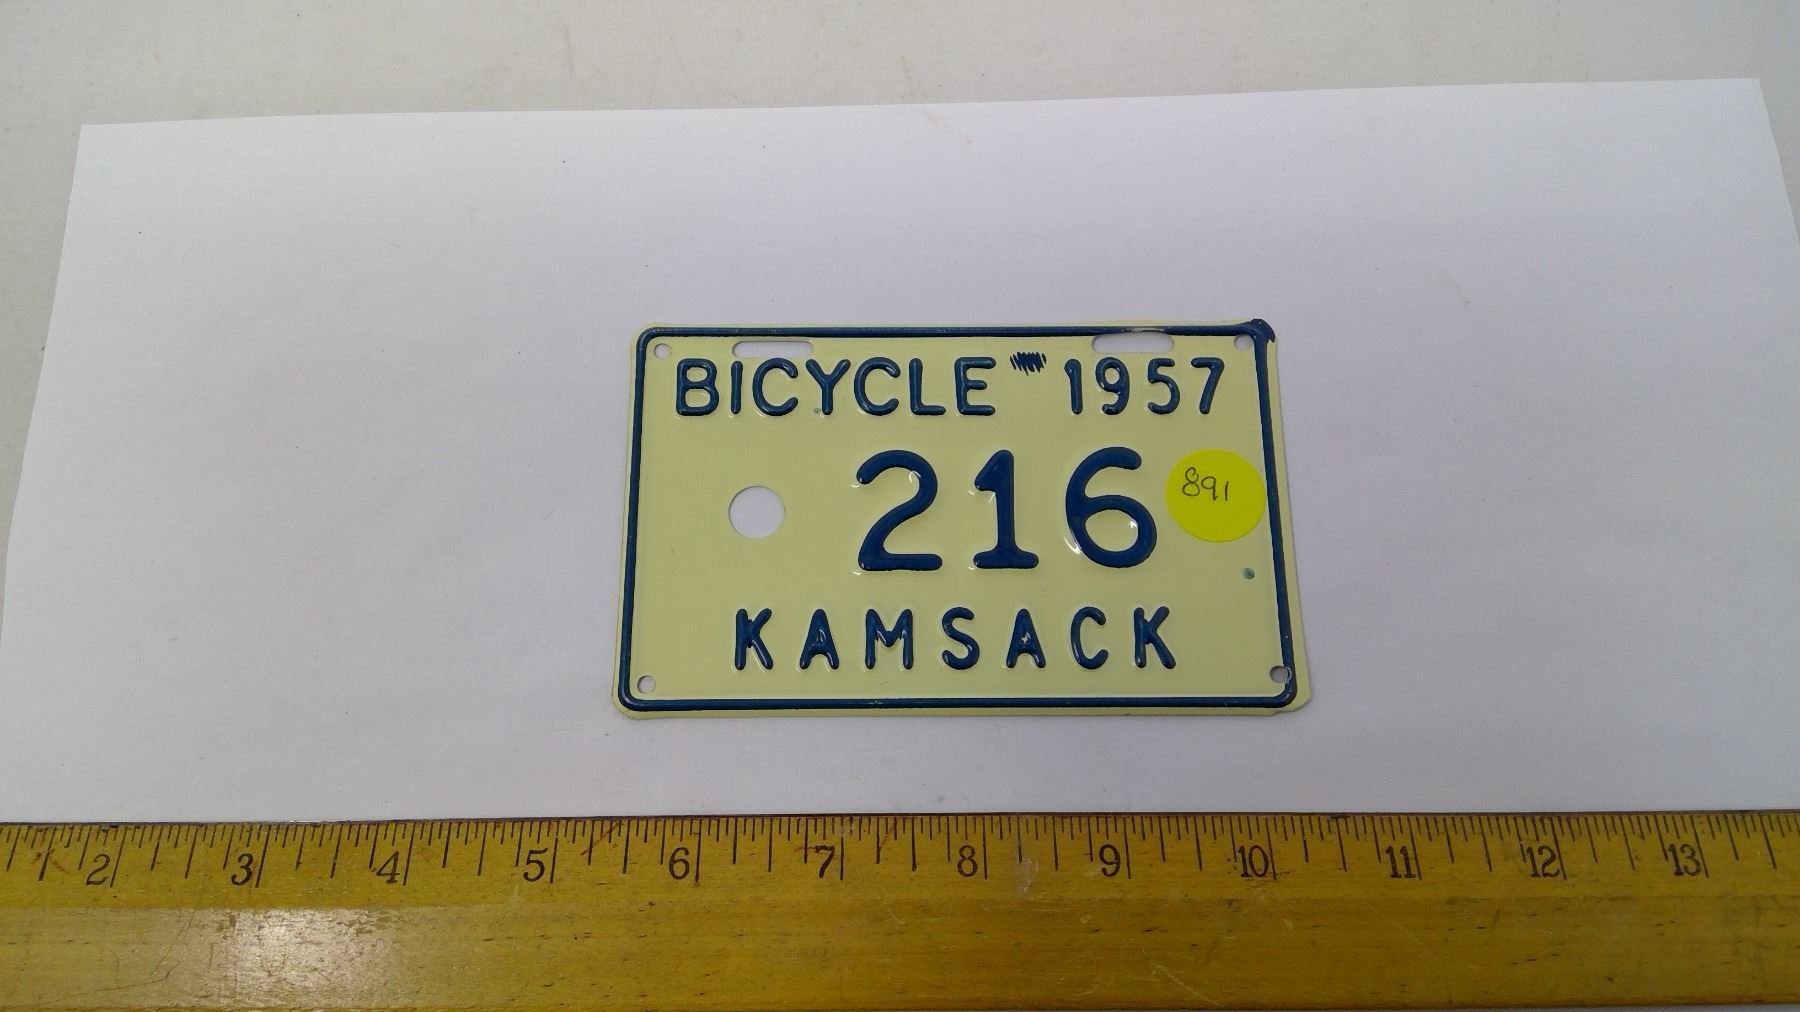 BICYCLE 1957
216
891
KAMSACK
2 3 4 5 6 7 8 9 10 11 12 13